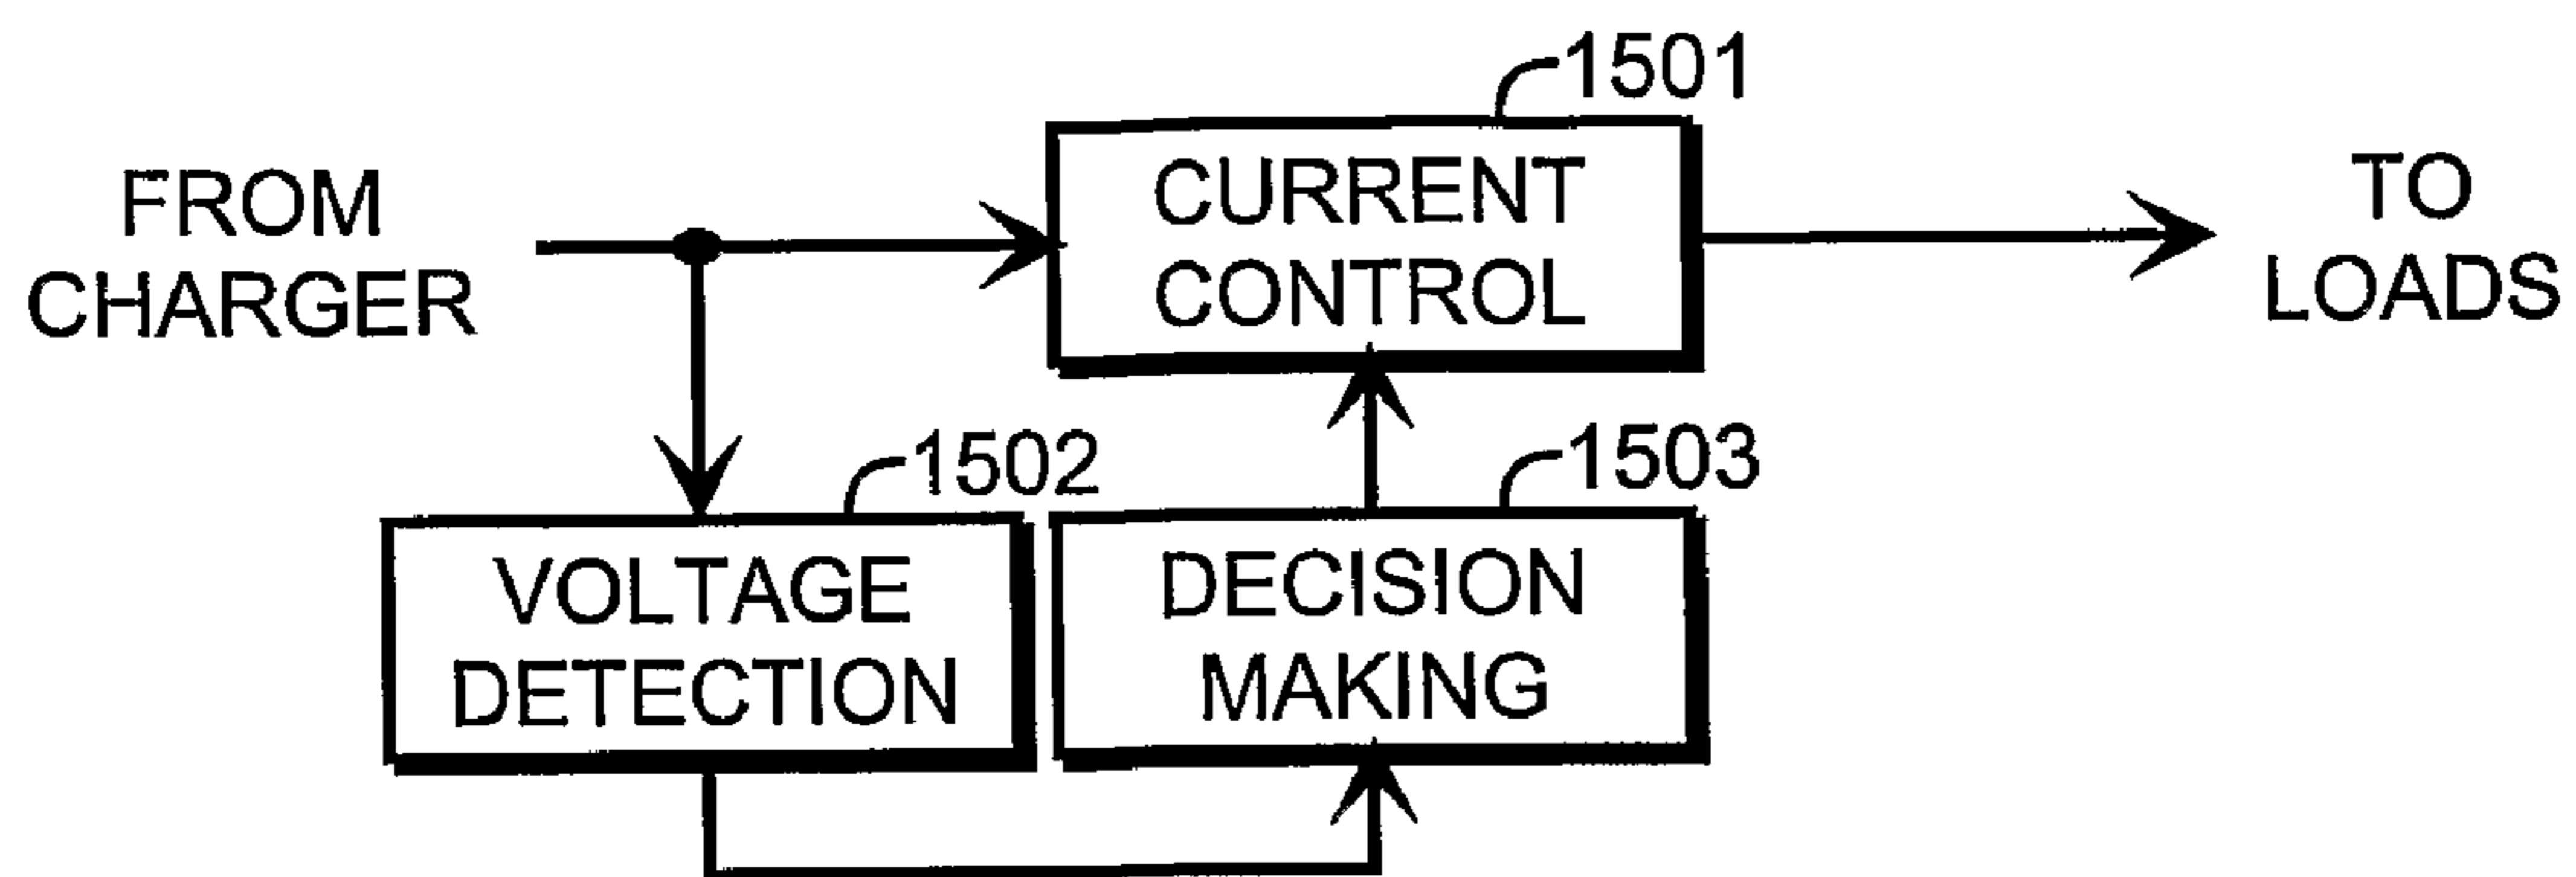 1501
FROM
CHARGER
CURRENT
CONTROL
TO
LOADS
1502
1503
VOLTAGE
DETECTION
DECISION
MAKING